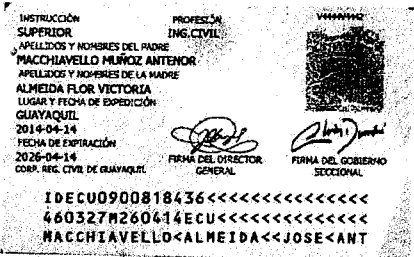 INSTRUCCIÓN PROFESIÓN
SUPERIOR ING.CIVIL
APELLIDOS Y NOMBRES DEL PADRE
MACCHIAVELLO MUÑOZ ANTENOR
APELLIDOS Y NOMBRES DE LA MADRE
ALMEIDA FLOR VICTORIA
LUGAR Y FECHA DE EXPEDICIÓN
GUAYAQUIL
2014-04-14
FECHA DE EXPIRACIÓN
2026-04-14
CORP. REG. CIVIL DE GUAYAQUIL
FIRMA DEL DIRECTOR
GENERAL
FIRMA DEL GOBIERNO
SECCIONAL
IDECU0900818436<<<<<<<<<<<<<<<
460327M260414ECU<<<<<<<<<<<<<<
MACCHIAVELLO<ALMEIDA<<JOSE<ANT